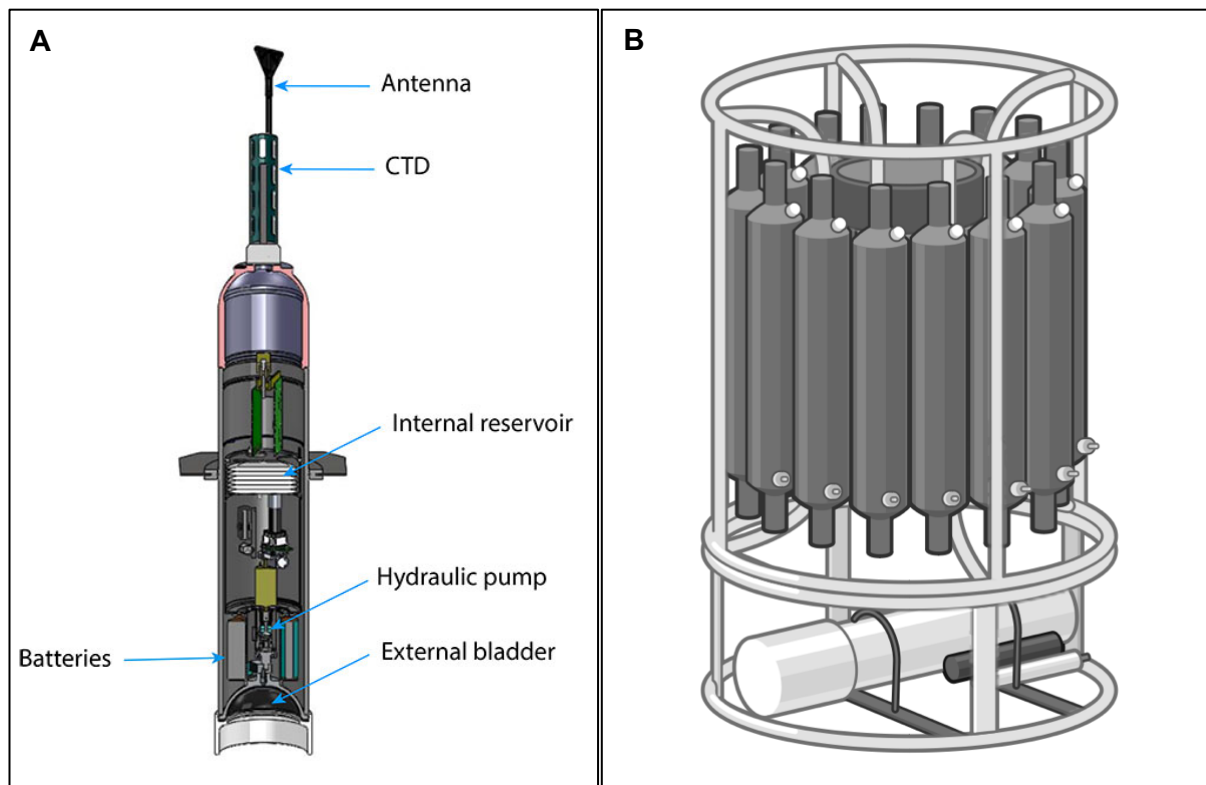 A
B
Antenna
CTD
Internal reservoir
Hydraulic pump
Batteries
External bladder